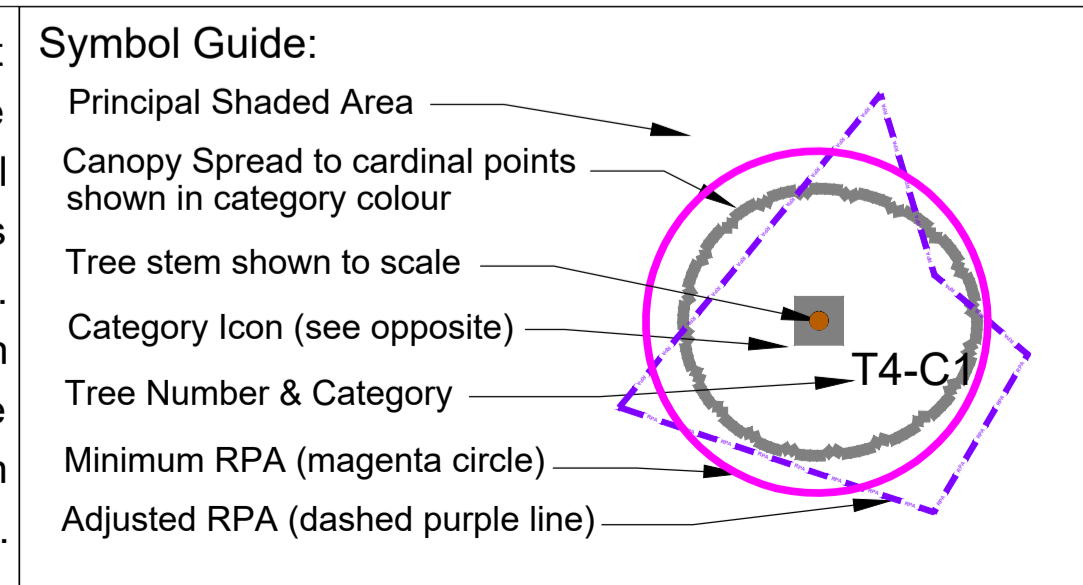 Symbol Guide:
Principal Shaded Area
Canopy Spread to cardinal points
shown in category colour
Tree stem shown to scale
Category Icon (see opposite)
T4-C1
Tree Number & Category
Minimum RPA (magenta circle)
Adjusted RPA (dashed purple line)